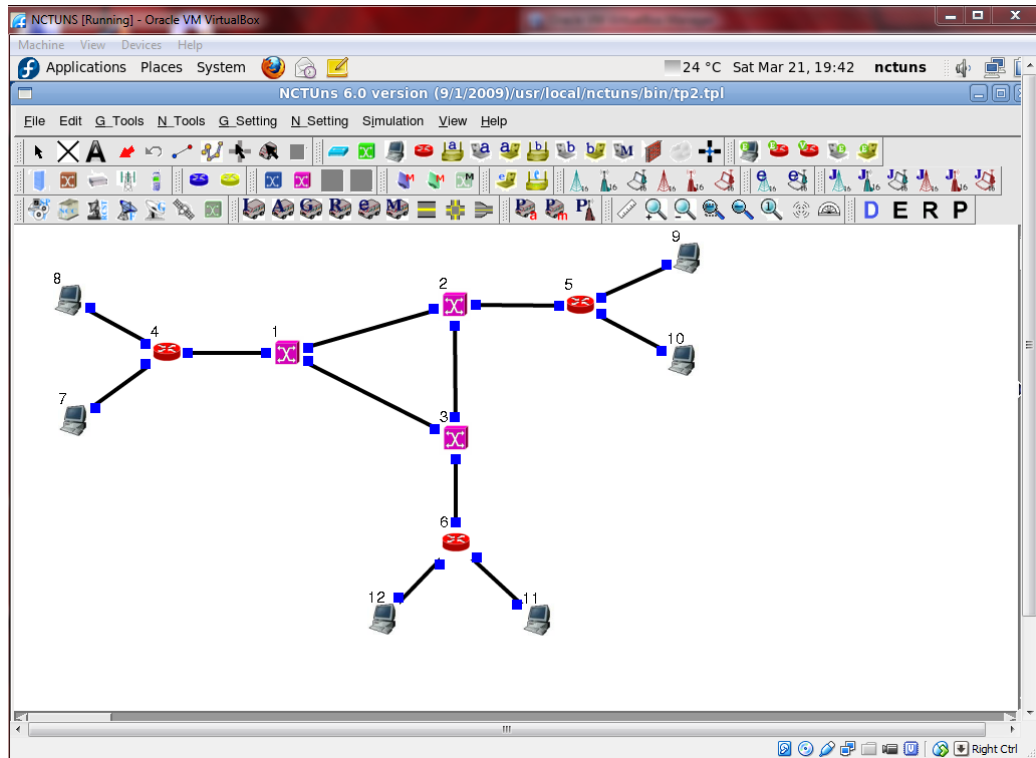 NCTUNS [Running] - Oracle VM VirtualBox
Machine View Devices Help
Applications Places System 24 °C Sat Mar 21, 19:42 nctuns
NCTUns 6.0 version (9/1/2009)/usr/local/nctuns/bin/tp2.tpl
File Edit G_Tools N_Tools G_Setting N_Setting Simulation View Help
D E R P
9
8
2
5
4
1
10
7
3
6
12
11
Right Ctrl